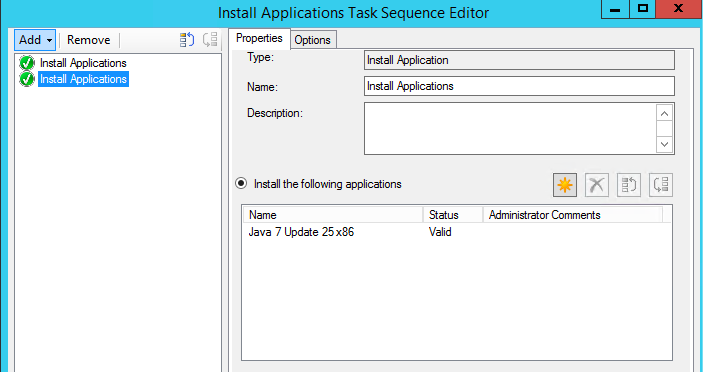 Install Applications Task Sequence Editor
Add Remove
Install Applications
Install Applications
Properties Options
Type: Install Application
Name: Install Applications
Description:
Install the following applications
Name Status Administrator Comments
Java 7 Update 25 x86 Valid